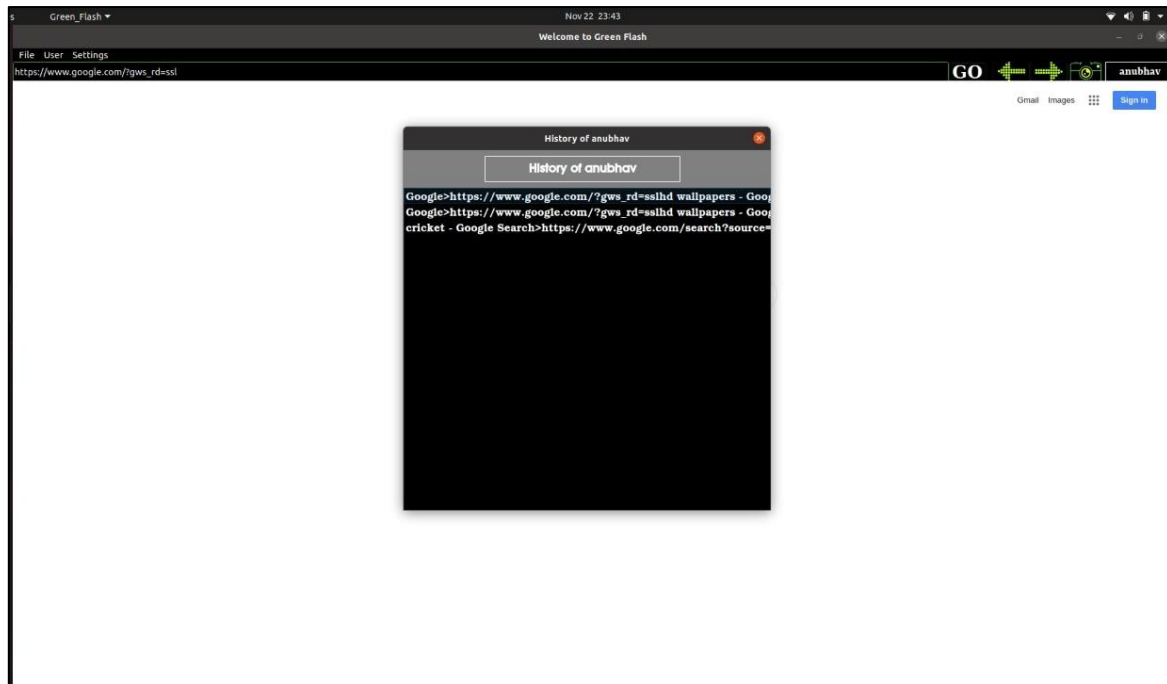 s Green_Flash Nov 22 23:43
Welcome to Green Flash
File User Settings
https://www.google.com/?gws_rd=ssl GO anubhav
Gmail Images Sign in
History of anubhav
History of anubhav
Google>https://www.google.com/?gws_rd=sslhd wallpapers - Goog
Google>https://www.google.com/?gws_rd=sslhd wallpapers - Goog
cricket - Google Search>https://www.google.com/search?source=